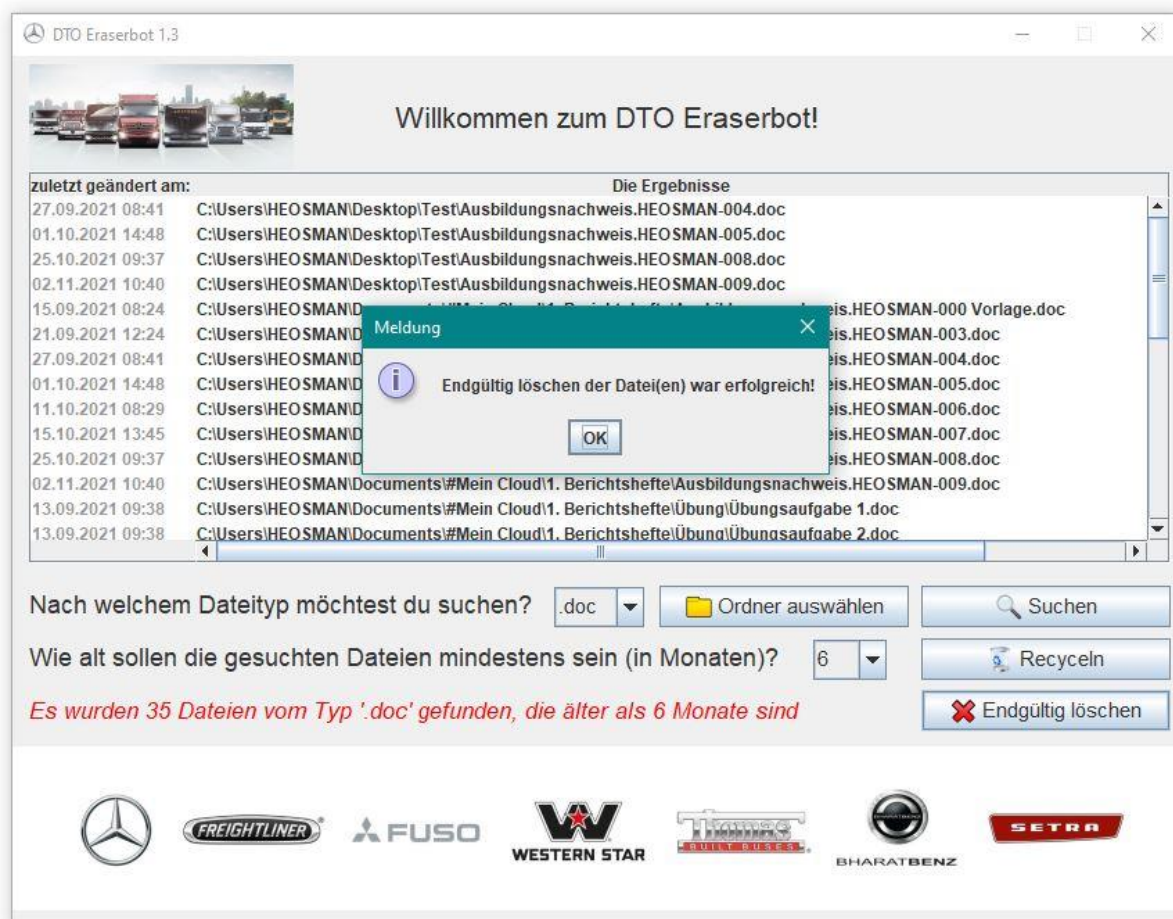 DTO Eraserbot 1.3
Willkommen zum DTO Eraserbot!
zuletzt geändert am: Die Ergebnisse
27.09.2021 08:41 C:\Users\HEOSMAN\Desktop\Test\Ausbildungsnachweis.HEOSMAN-004.doc
01.10.2021 14:48 C:\Users\HEOSMAN\Desktop\Test\Ausbildungsnachweis.HEOSMAN-005.doc
25.10.2021 09:37 C:\Users\HEOSMAN\Desktop\Test\Ausbildungsnachweis.HEOSMAN-008.doc
02.11.2021 10:40 C:\Users\HEOSMAN\Desktop\Test\Ausbildungsnachweis.HEOSMAN-009.doc
15.09.2021 08:24 C:\Users\HEOSMAN\D eis.HEOSMAN-000 Vorlage.doc
21.09.2021 12:24 C:\Users\HEOSMAN\D eis.HEOSMAN-003.doc
27.09.2021 08:41 C:\Users\HEOSMAN\D eis.HEOSMAN-004.doc
01.10.2021 14:48 C:\Users\HEOSMAN\D eis.HEOSMAN-005.doc
11.10.2021 08:29 C:\Users\HEOSMAN\D eis.HEOSMAN-006.doc
15.10.2021 13:45 C:\Users\HEOSMAN\D eis.HEOSMAN-007.doc
25.10.2021 09:37 C:\Users\HEOSMAN\D eis.HEOSMAN-008.doc
02.11.2021 10:40 C:\Users\HEOSMAN\Documents\#Mein Cloud\1. Berichtshefte\Ausbildungsnachweis.HEOSMAN-009.doc
13.09.2021 09:38 C:\Users\HEOSMAN\Documents\#Mein Cloud\1. Berichtshefte\Übung\Übungsaufgabe 1.doc
13.09.2021 09:38 C:\Users\HEOSMAN\Documents\#Mein Cloud\1. Berichtshefte\Übung\Übungsaufgabe 2.doc
Meldung
Endgültig löschen der Datei(en) war erfolgreich!
OK
Nach welchem Dateityp möchtest du suchen? .doc Ordner auswählen Suchen
Wie alt sollen die gesuchten Dateien mindestens sein (in Monaten)? 6 Recyceln
Es wurden 35 Dateien vom Typ '.doc' gefunden, die älter als 6 Monate sind Endgültig löschen
FREIGHTLINER FUSO WESTERN STAR Thomas BUILT BUSES BHARATBENZ SETRA